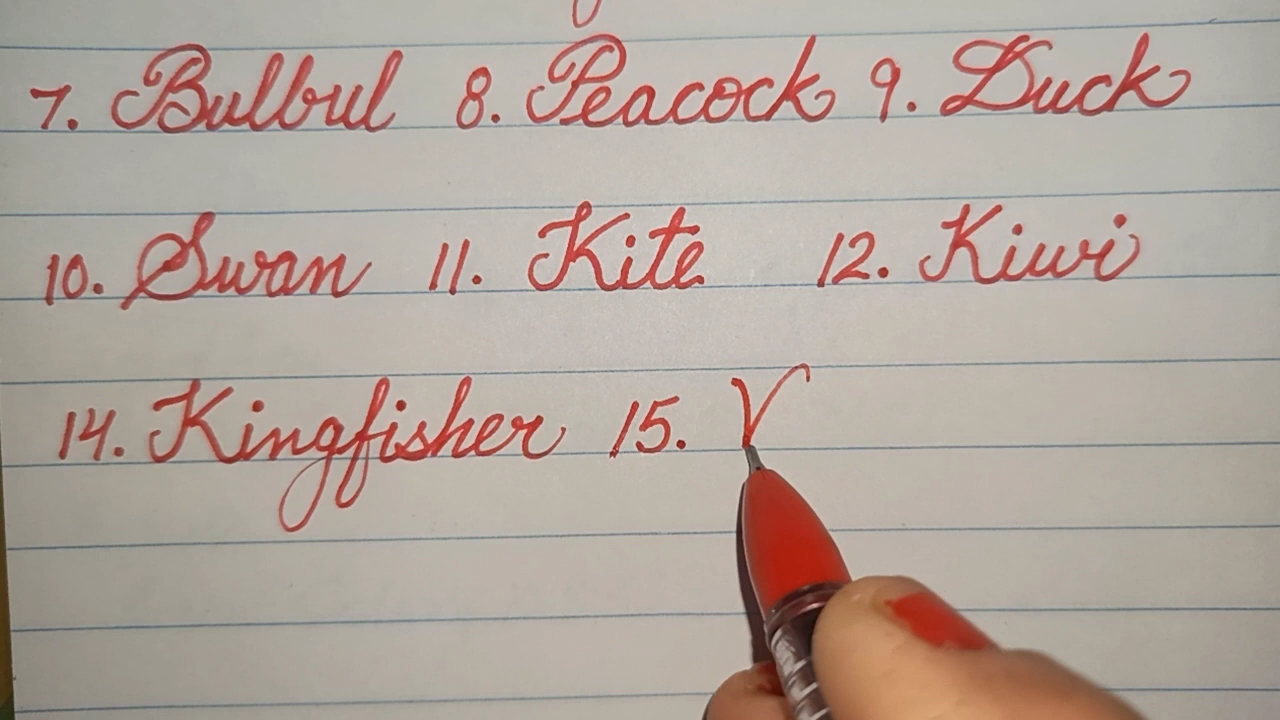 7. Bulbul 8. Peacock 9. Duck
10. Swan 11. Kite 12. Kiwi
14. Kingfisher 15. V